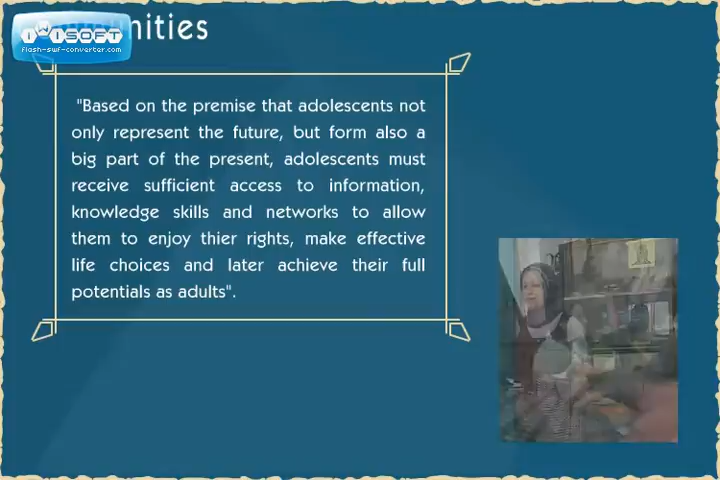 iWiSOFT
flash-swf-converter.com
nities
"Based on the premise that adolescents not
only represent the future, but form also a
big part of the present, adolescents must
receive sufficient access to information,
knowledge skills and networks to allow
them to enjoy thier rights, make effective
life choices and later achieve their full
potentials as adults".